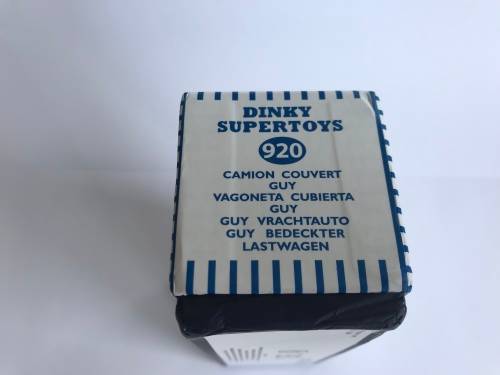 DINKY
SUPERTOYS
920
CAMION COUVERT
GUY
VAGONETA CUBIERTA
GUY
GUY VRACHTAUTO
GUY BEDECKTER
LASTWAGEN